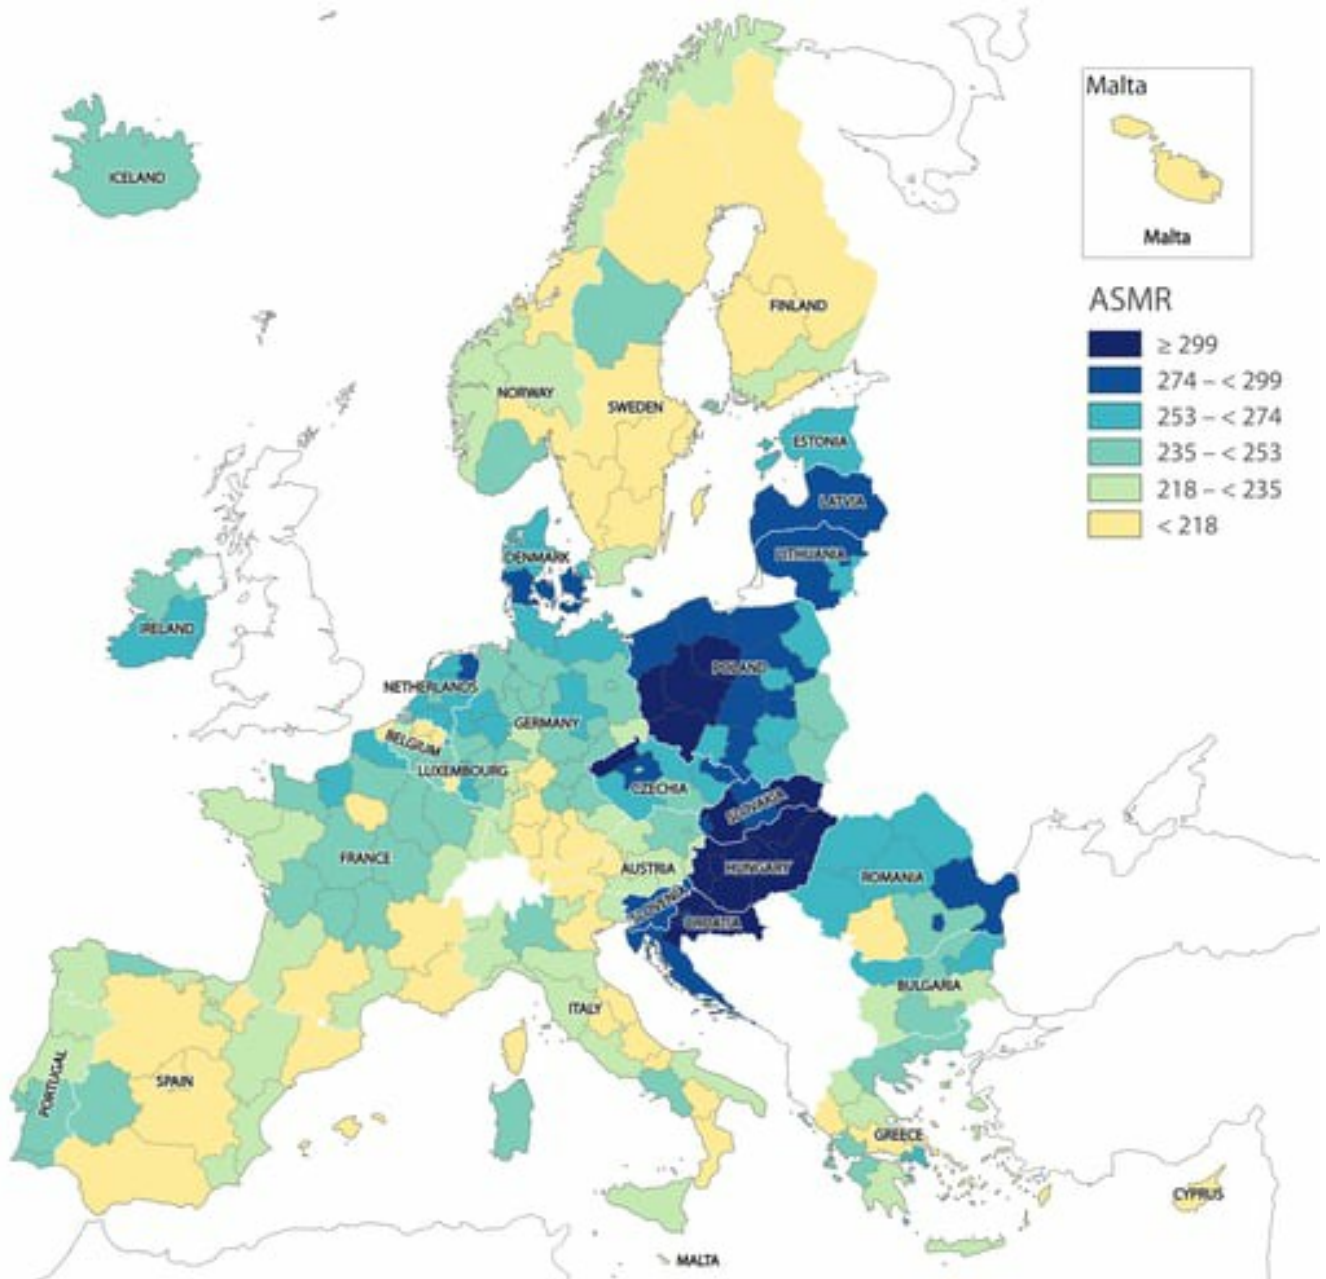 Malta
Malta
ICELAND
ASMR
≥ 299
274 – < 299
253 – < 274
235 – < 253
218 – < 235
< 218
FINLAND
NORWAY
SWEDEN
ESTONIA
LATVIA
LITHUANIA
DENMARK
IRELAND
POLAND
NETHERLANDS
GERMANY
BELGIUM
LUXEMBOURG
CZECHIA
SLOVAKIA
FRANCE
AUSTRIA
HUNGARY
ROMANIA
SLOVENIA
CROATIA
BULGARIA
ITALY
PORTUGAL
SPAIN
GREECE
CYPRUS
MALTA